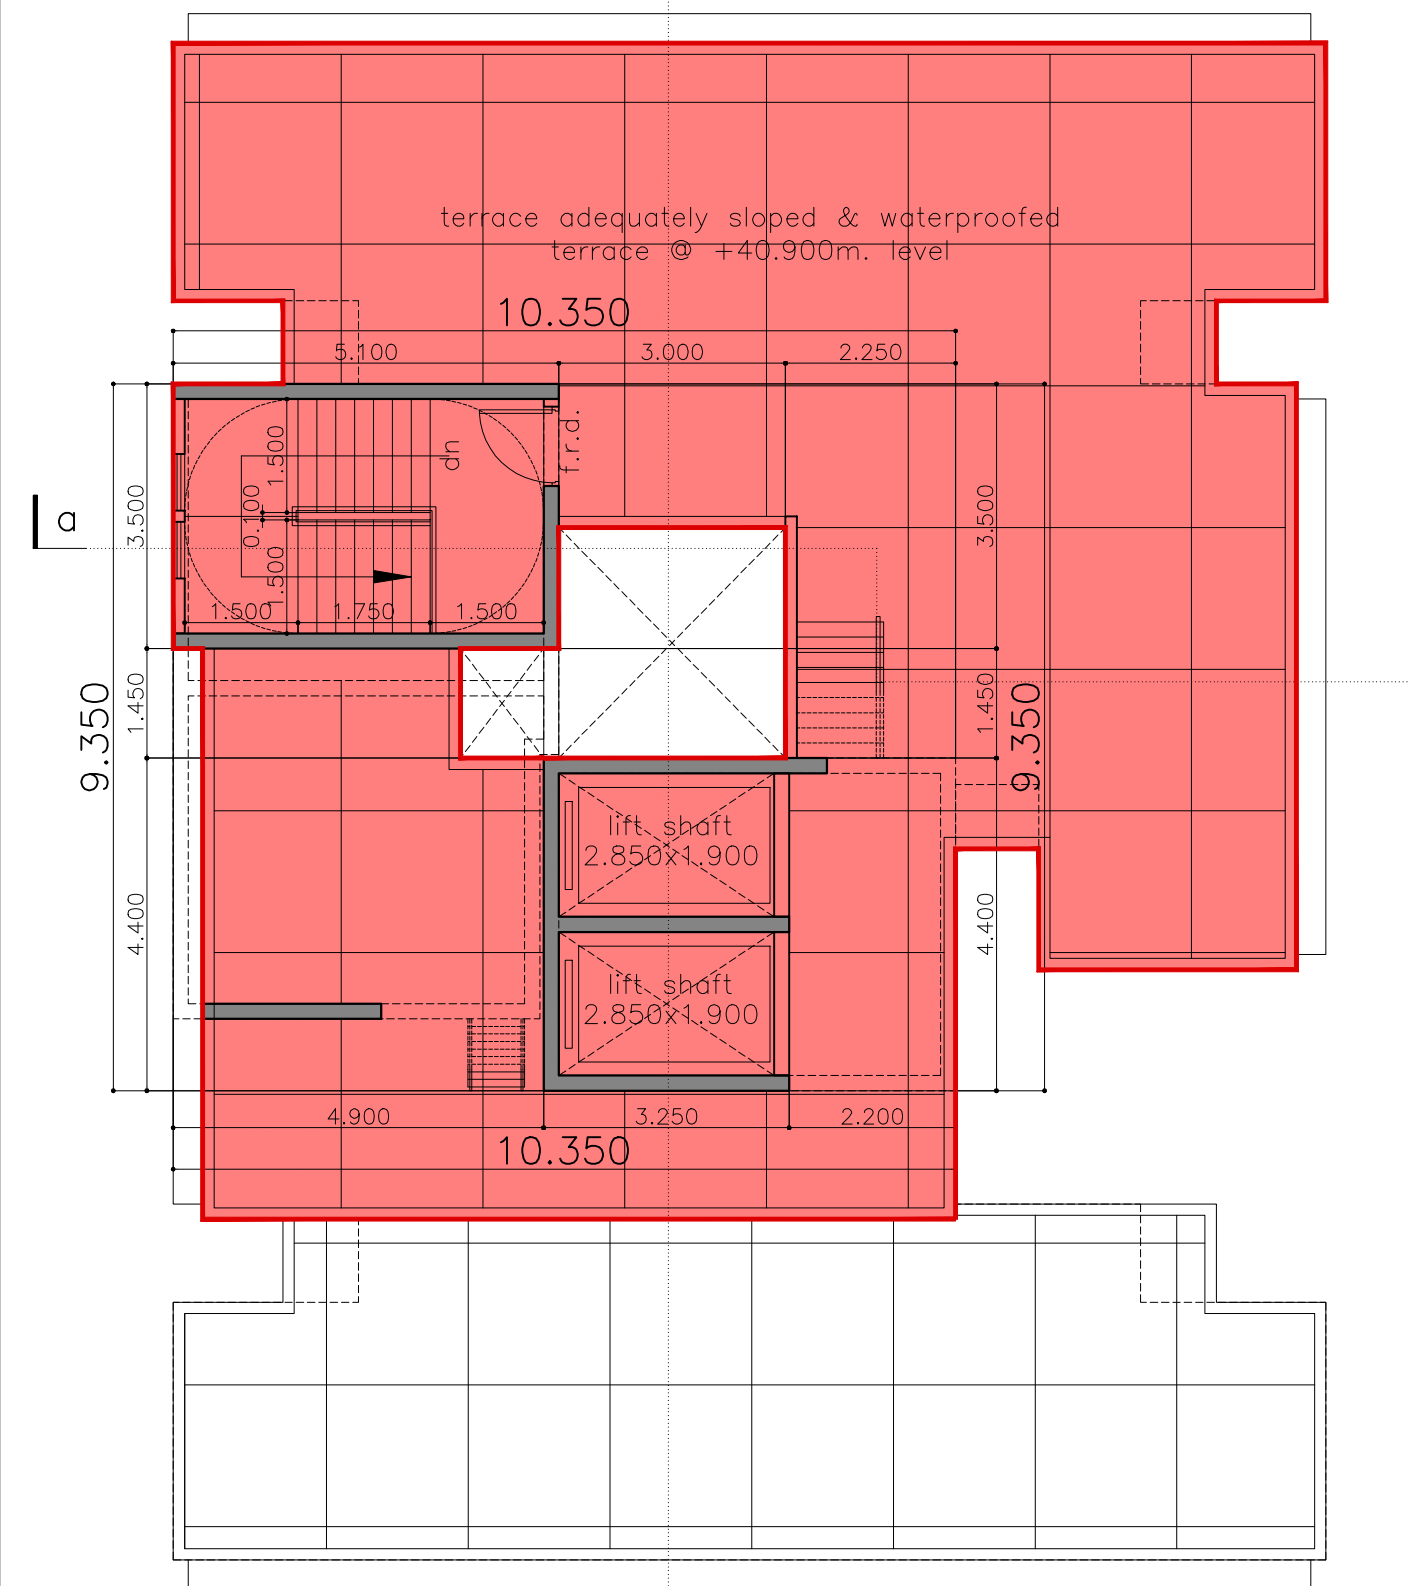 terrace adequately sloped & waterproofed
terrace @ +40.900m. level
10.350
5.100 3.000 2.250
1.500
dn
f.r.d.
a
3.500
0.100
3.500
1.500
1.500 1.750 1.500
9.350
1.450
1.450
9.350
lift shaft
2.850x1.900
4.400
4.400
lift shaft
2.850x1.900
4.900 3.250 2.200
10.350